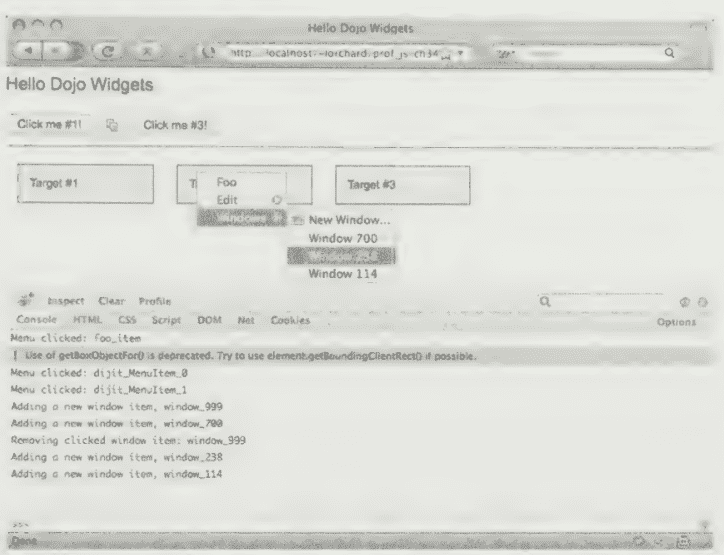 Hello Dojo Widgets
Hello Dojo Widgets
Click me #1! Click me #3!
Target #1 T Target #3
Foo
Edit
Windows
New Window...
Window 700
Window 114
Inspect Clear Profile
Console HTML CSS Script DOM Net Cookies Options
Menu clicked: foo_item
! Use of getBoxObjectFor() is deprecated. Try to use element.getBoundingClientRect() if possible.
Menu clicked: dijit_MenuItem_0
Menu clicked: dijit_MenuItem_1
Adding a new window item, window_999
Adding a new window item, window_700
Removing clicked window item: window_999
Adding a new window item, window_238
Adding a new window item, window_114
>>>
Done